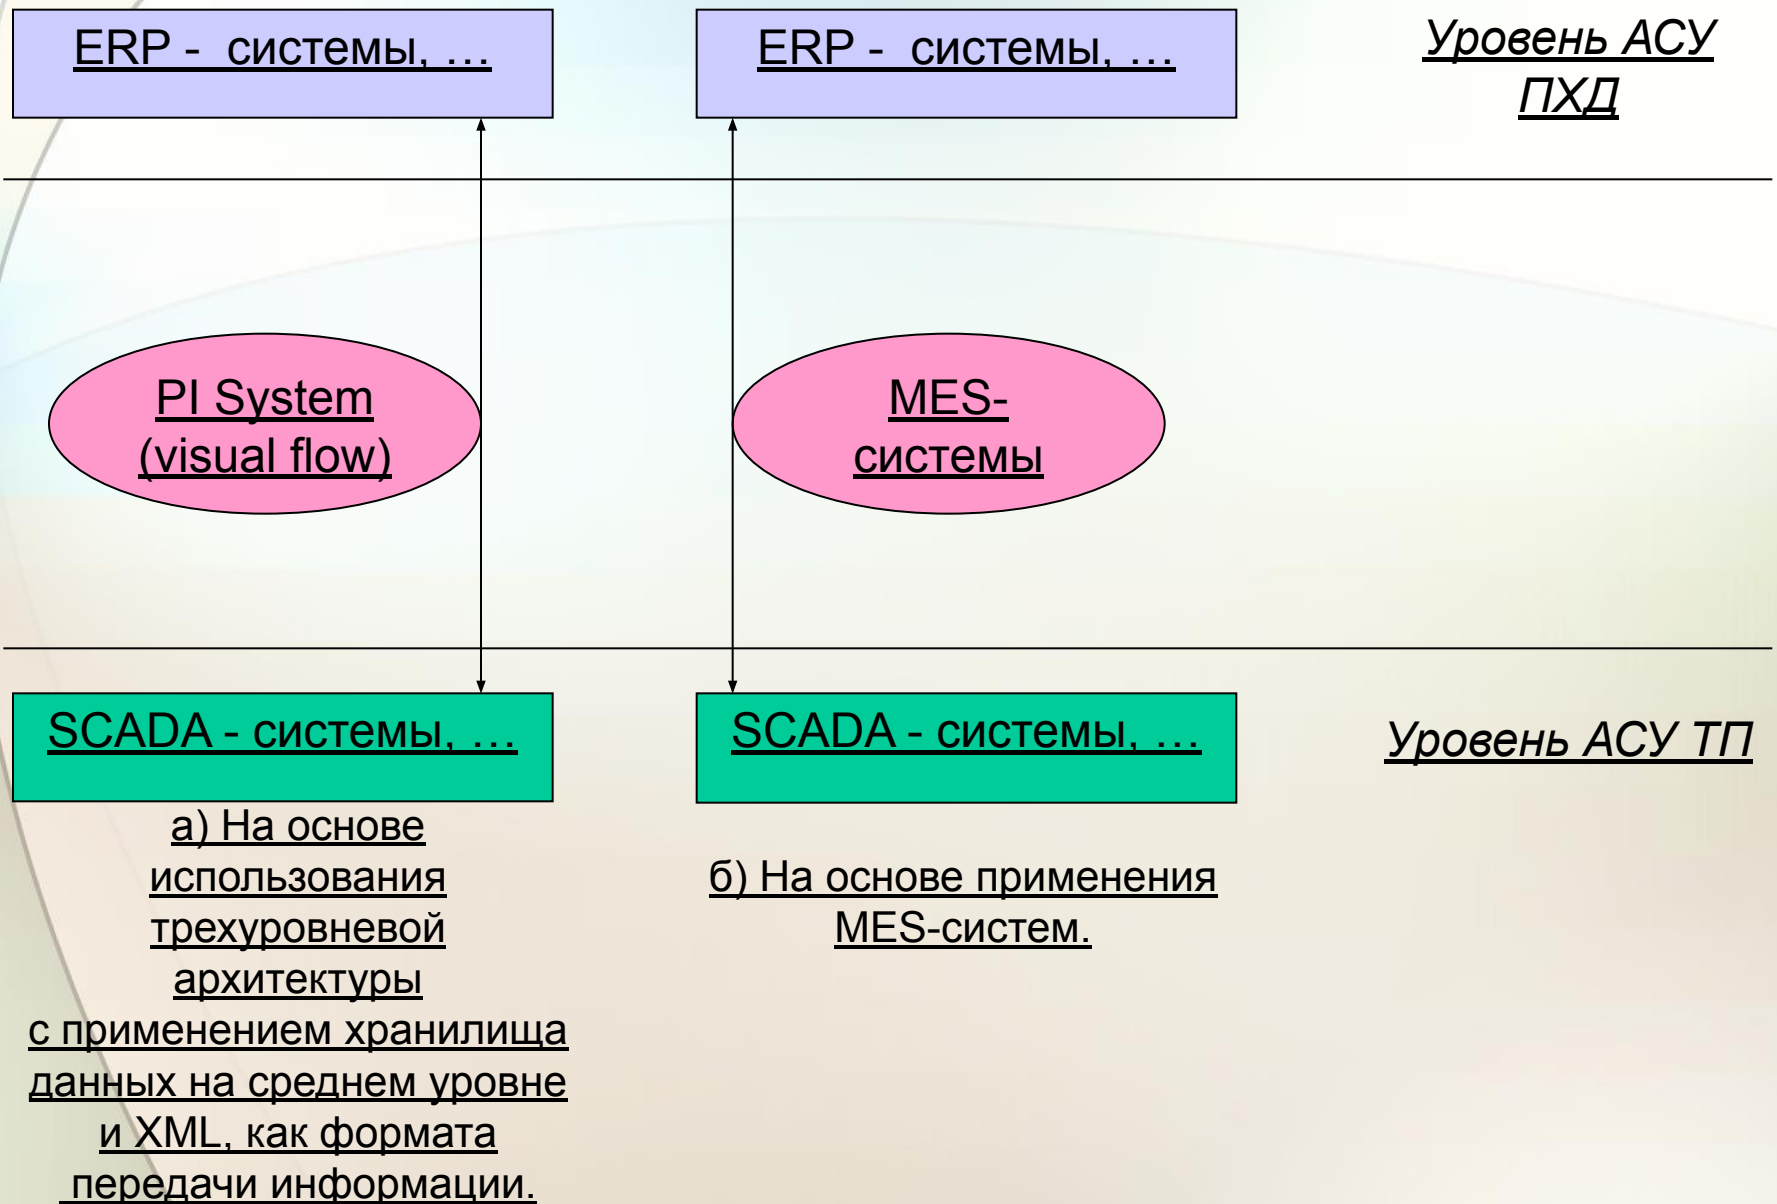 ERP - системы, …
ERP - системы, …
Уровень АСУ
ПХД
PI System
(visual flow)
MES-
системы
SCADA - системы, …
SCADA - системы, …
Уровень АСУ ТП
а) На основе
использования
трехуровневой
архитектуры
с применением хранилища
данных на среднем уровне
и XML, как формата
передачи информации.
б) На основе применения
MES-систем.